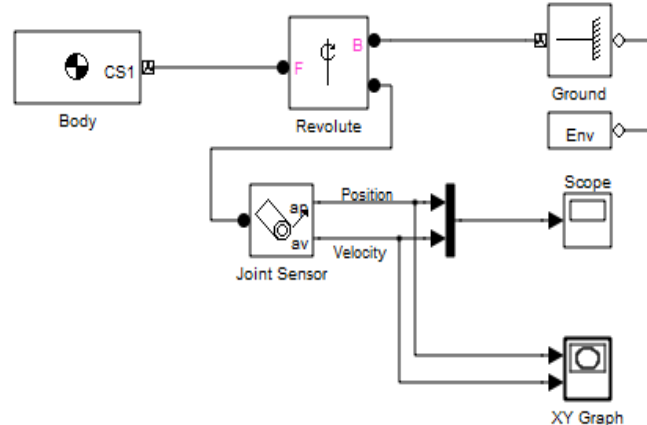 B
CS1
F
Body
Revolute
Ground
Env
Scope
ap
Position
av
Velocity
Joint Sensor
XY Graph